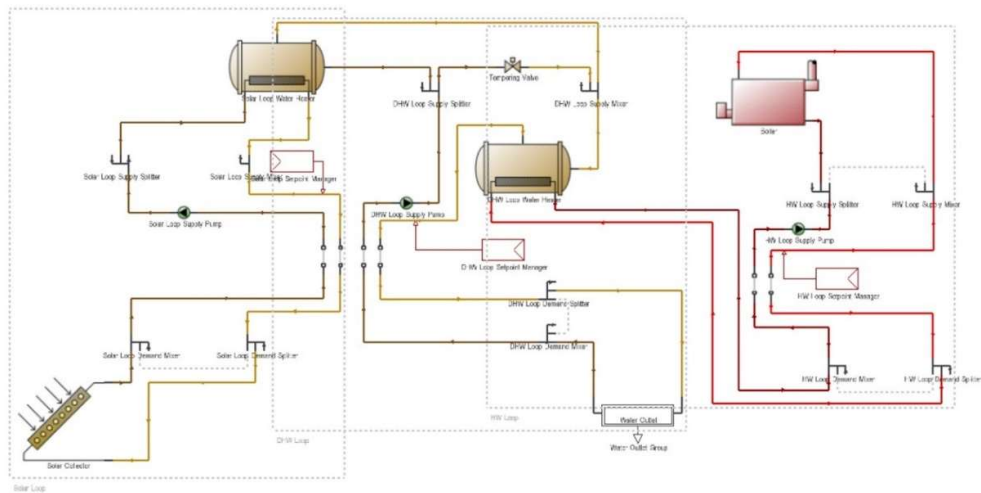 Tempering Valve
Solar Loop Water Heater
DHW Loop Supply Splitter
DHW Loop Supply Mixer
Boiler
Solar Loop Supply Splitter
Solar Loop Supply Mixer
Solar Loop Setpoint Manager
DHW Loop Water Heater
HW Loop Supply Splitter
HW Loop Supply Mixer
Solar Loop Supply Pump
DHW Loop Supply Pump
HW Loop Supply Pump
DHW Loop Setpoint Manager
HW Loop Setpoint Manager
DHW Loop Demand Splitter
DHW Loop Demand Mixer
Solar Loop Demand Mixer
Solar Loop Demand Splitter
HW Loop Demand Mixer
HW Loop Demand Splitter
HW Loop
Water Outlet
DHW Loop
Water Outlet Group
Solar Collector
Solar Loop